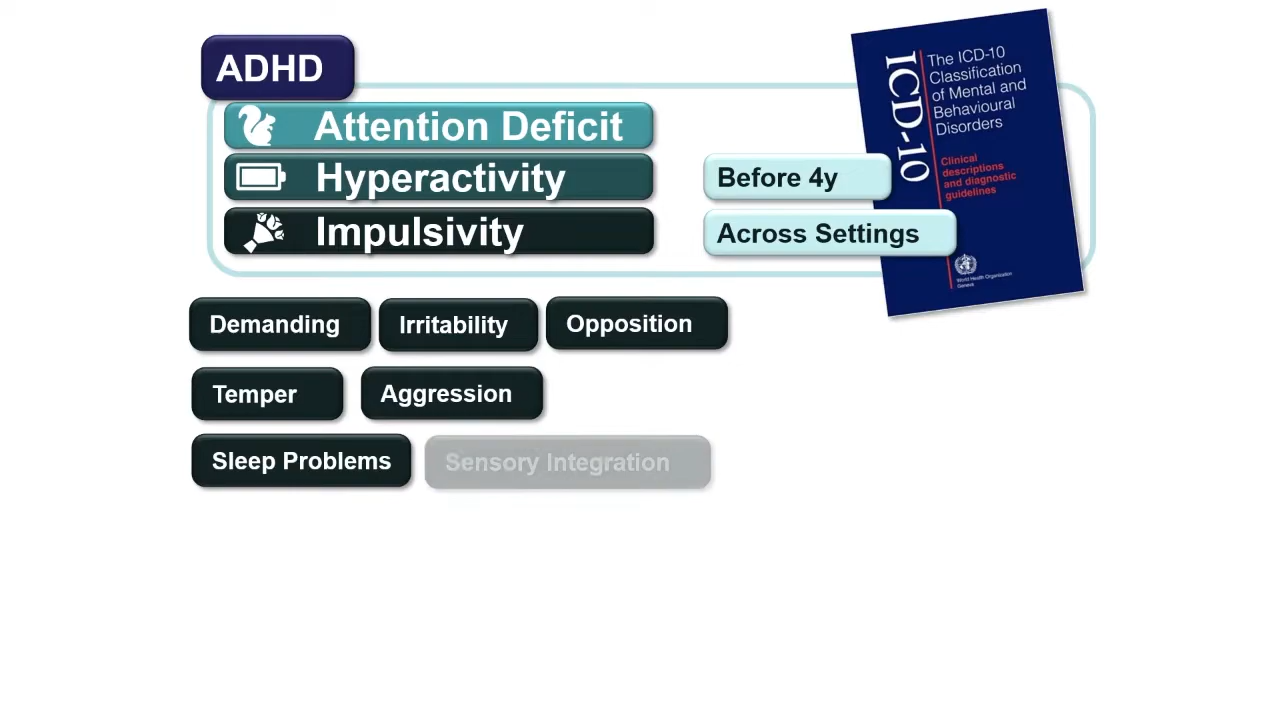 ADHD
Attention Deficit
Hyperactivity
Impulsivity
Before 4y
Across Settings
ICD-10
The ICD-10
Classification
of Mental and
Behavioural
Disorders
Clinical
descriptions
and diagnostic
guidelines
World Health Organization
Geneva
Demanding
Irritability
Opposition
Temper
Aggression
Sleep Problems
Sensory Integration